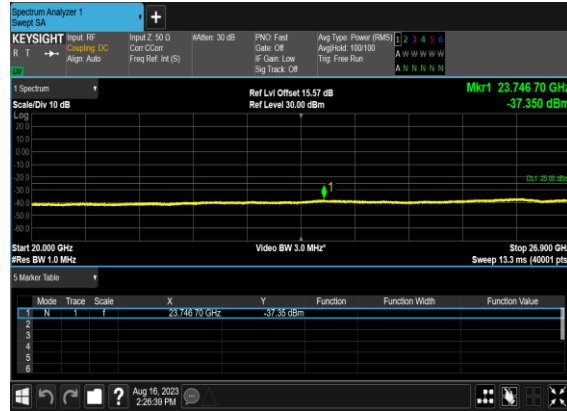 Spectrum Analyzer 1
Swept SA
+
KEYSIGHT Input: RF Input Z: 50 Ω #Atten: 30 dB PNO: Fast Avg Type: Power (RMS) 1 2 3 4 5 6
R T Coupling: DC Corr CCorr Gate: Off Avg|Hold: 100/100 A W W W W W
Align: Auto Freq Ref: Int (S) IF Gain: Low Trig: Free Run
Sig Track: Off A N N N N N
1 Spectrum Ref Lvl Offset 15.57 dB Mkr1 23.746 70 GHz
Scale/Div 10 dB Ref Level 30.00 dBm -37.350 dBm
Log
20.0
10.0
0.00
-10.0
-20.0 DL1 -25.00 dBm
-30.0 1
-40.0
-50.0
-60.0
Start 20.000 GHz Video BW 3.0 MHz* Stop 26.900 GHz
#Res BW 1.0 MHz Sweep 13.3 ms (40001 pts)
5 Marker Table
Mode Trace Scale X Y Function Function Width Function Value
1 N 1 f 23.746 70 GHz -37.35 dBm
2
3
4
5
6
? Aug 16, 2023
2:26:39 PM